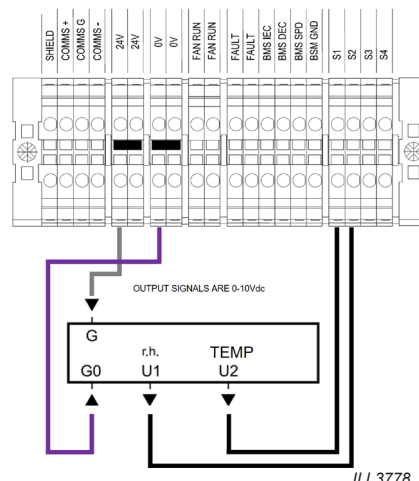 SHIELD
COMMS +
COMMS G
COMMS -
24V
24V
0V
0V
FAN RUN
FAN RUN
FAULT
FAULT
BMS IEC
BMS DEC
BMS SPD
BSM GND
S1
S2
S3
S4
OUTPUT SIGNALS ARE 0-10Vdc
G
r.h. TEMP
G0 U1 U2
ILL3778